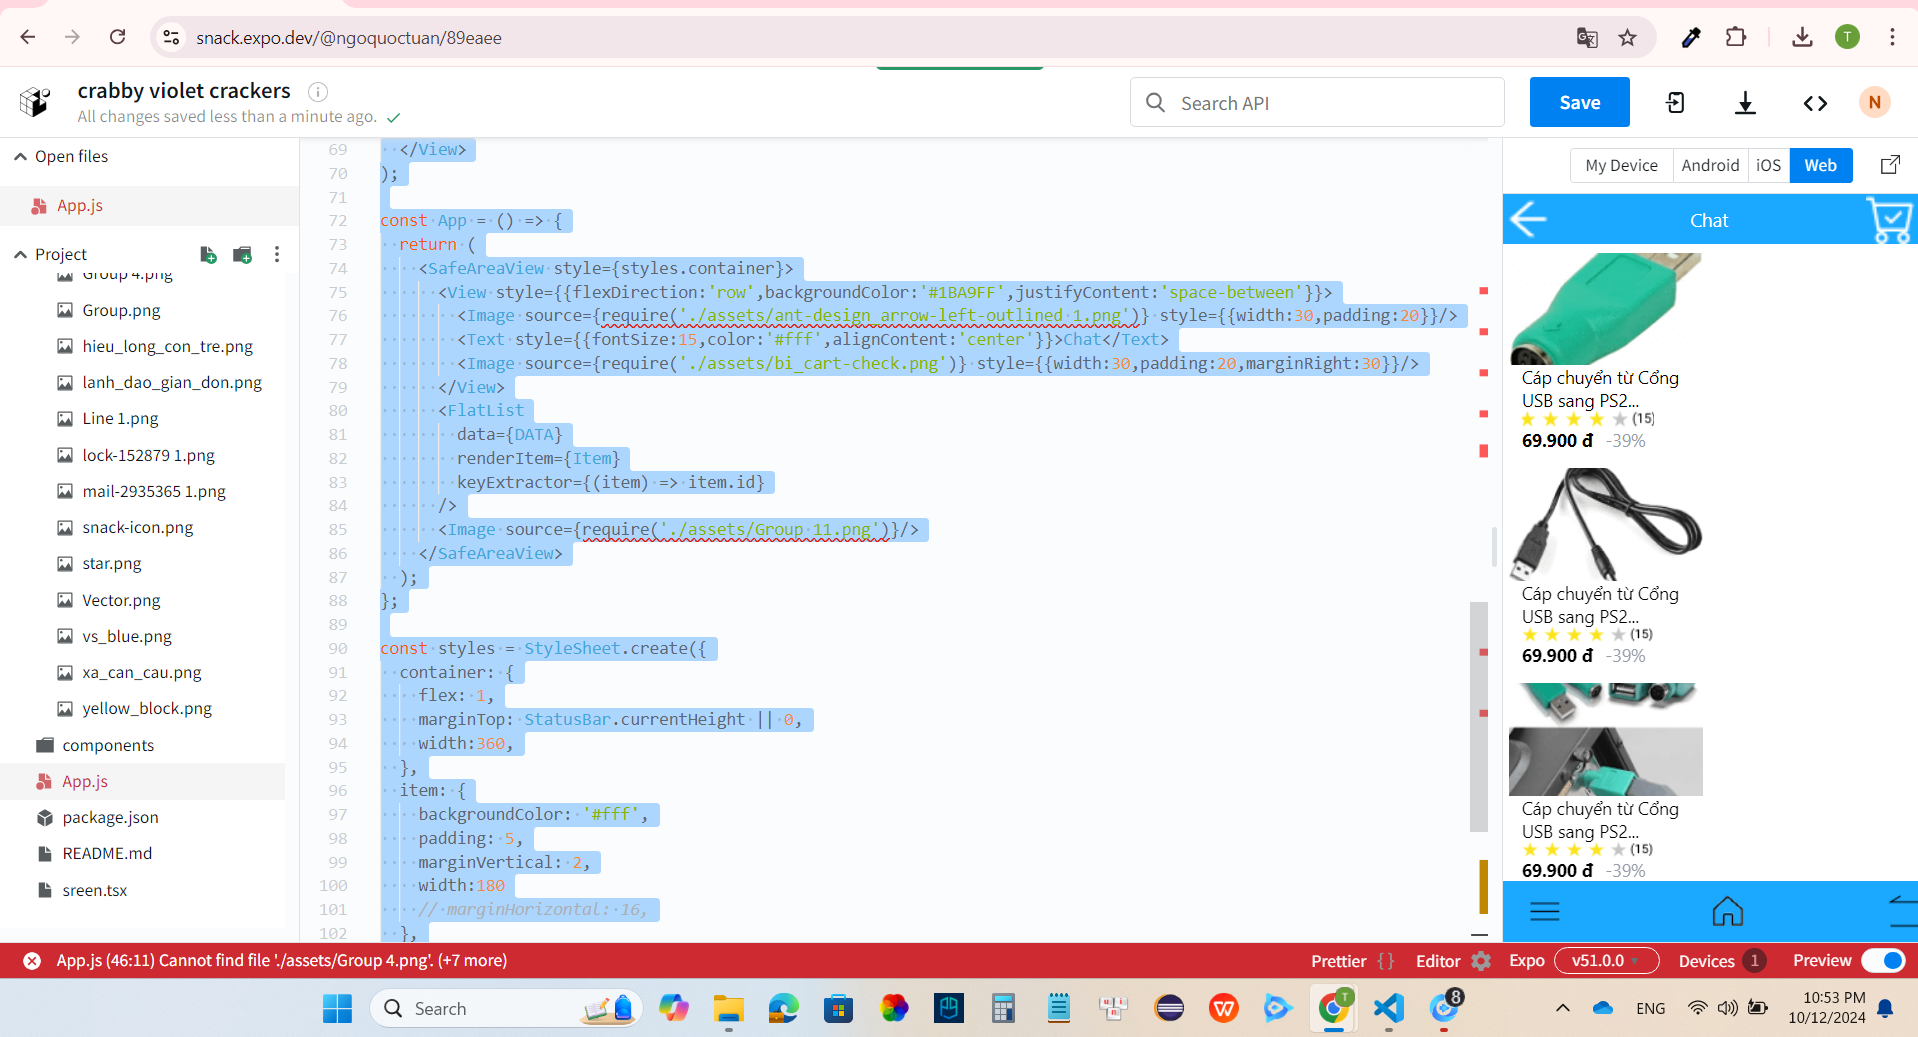 snack.expo.dev/@ngoquoctuan/89eaee
T
crabby violet crackers
All changes saved less than a minute ago.
Search API
Save
N
Open files
App.js
Project
Group 4.png
Group.png
hieu_long_con_tre.png
lanh_dao_gian_don.png
Line 1.png
lock-152879 1.png
mail-2935365 1.png
snack-icon.png
star.png
Vector.png
vs_blue.png
xa_can_cau.png
yellow_block.png
components
App.js
package.json
README.md
sreen.tsx
69 </View>
70 );
71
72 const App = () => {
73 return (
74 <SafeAreaView style={styles.container}>
75 <View style={{flexDirection:'row',backgroundColor:'#1BA9FF',justifyContent:'space-between'}}>
76 <Image source={require('./assets/ant-design_arrow-left-outlined 1.png')} style={{width:30,padding:20}}/>
77 <Text style={{fontSize:15,color:'#fff',alignContent:'center'}}>Chat</Text>
78 <Image source={require('./assets/bi_cart-check.png')} style={{width:30,padding:20,marginRight:30}}/>
79 </View>
80 <FlatList
81 data={DATA}
82 renderItem={Item}
83 keyExtractor={(item) => item.id}
84 />
85 <Image source={require('./assets/Group 11.png')}/>
86 </SafeAreaView>
87 );
88 };
89
90 const styles = StyleSheet.create({
91 container: {
92 flex: 1,
93 marginTop: StatusBar.currentHeight || 0,
94 width:360,
95 },
96 item: {
97 backgroundColor: '#fff',
98 padding: 5,
99 marginVertical: 2,
100 width:180
101 // marginHorizontal: 16,
102 },
My Device Android iOS Web
Chat
Cáp chuyển từ Cổng
USB sang PS2...
(15)
69.900 đ -39%
Cáp chuyển từ Cổng
USB sang PS2...
(15)
69.900 đ -39%
Cáp chuyển từ Cổng
USB sang PS2...
(15)
69.900 đ -39%
App.js (46:11) Cannot find file './assets/Group 4.png'. (+7 more)
Prettier { } Editor Expo v51.0.0 Devices 1 Preview
Search
T
8
ENG
10:53 PM
10/12/2024